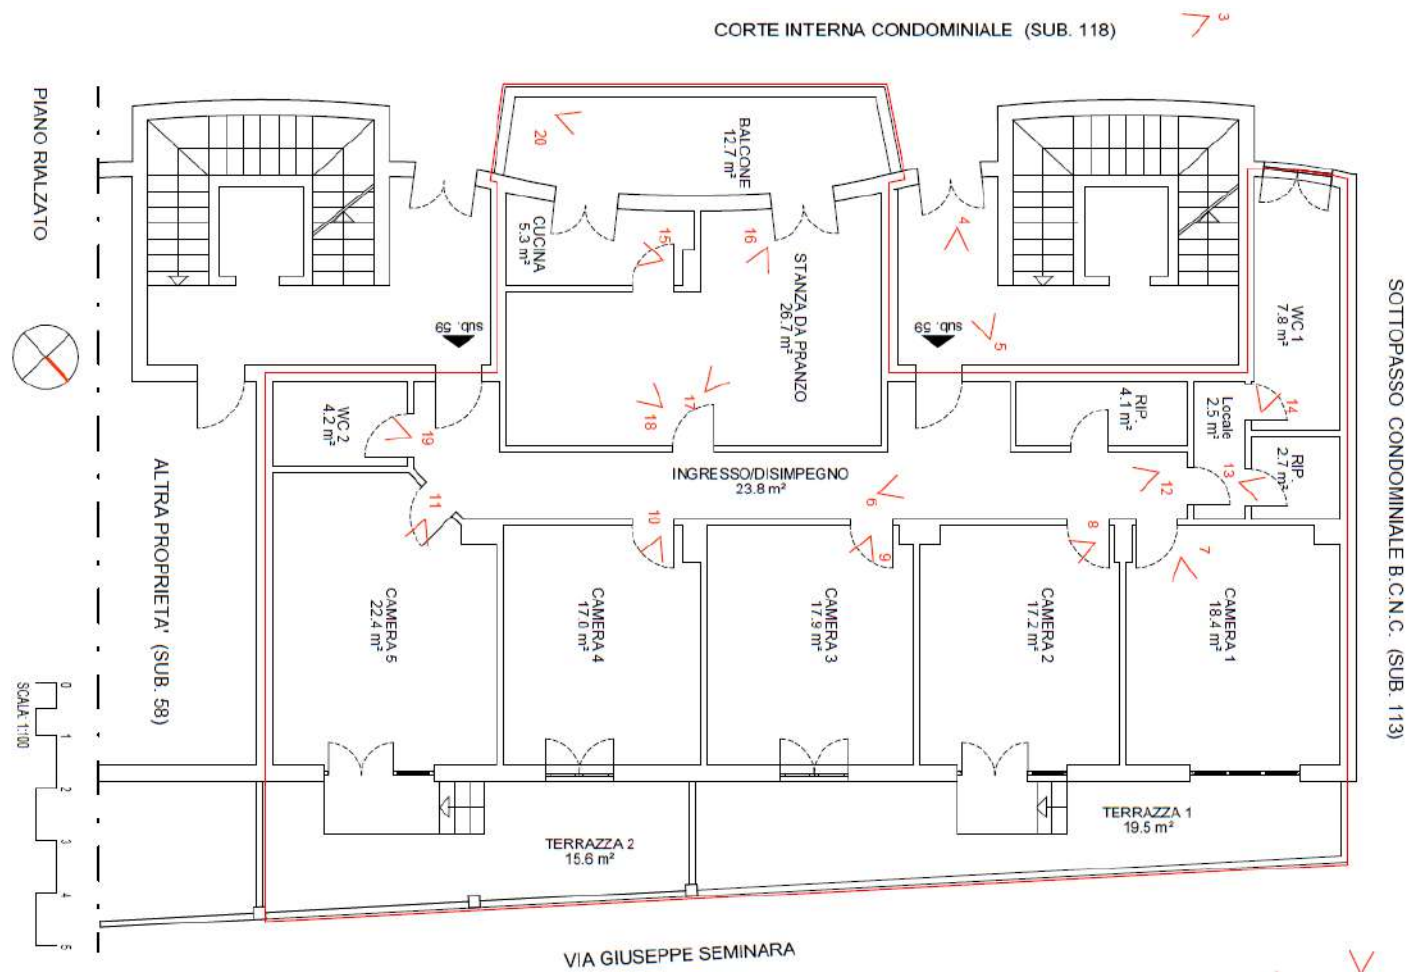 CORTE INTERNA CONDOMINIALE (SUB. 118)
3
PIANO RIALZATO
20
BALCONE
12.7 m²
CUCINA
5.3 m²
15
16
4
STANZA DA PRANZO
26.7 m²
sub. 59
sub. 59
5
WC 1
7.8 m²
SOTTOPASSO CONDOMINIALE B.C.N.C. (SUB. 113)
WC 2
4.2 m²
19
18
17
RIP.
4.1 m²
Locale
2.5 m²
14
RIP.
2.7 m²
13
12
INGRESSO/DISIMPEGNO
23.8 m²
6
11
10
9
8
7
ALTRA PROPRIETA' (SUB. 58)
CAMERA 5
22.4 m²
CAMERA 4
17.0 m²
CAMERA 3
17.9 m²
CAMERA 2
17.2 m²
CAMERA 1
18.4 m²
SCALA: 1:100
0
1
2
3
4
5
TERRAZZA 2
15.6 m²
TERRAZZA 1
19.5 m²
VIA GIUSEPPE SEMINARA